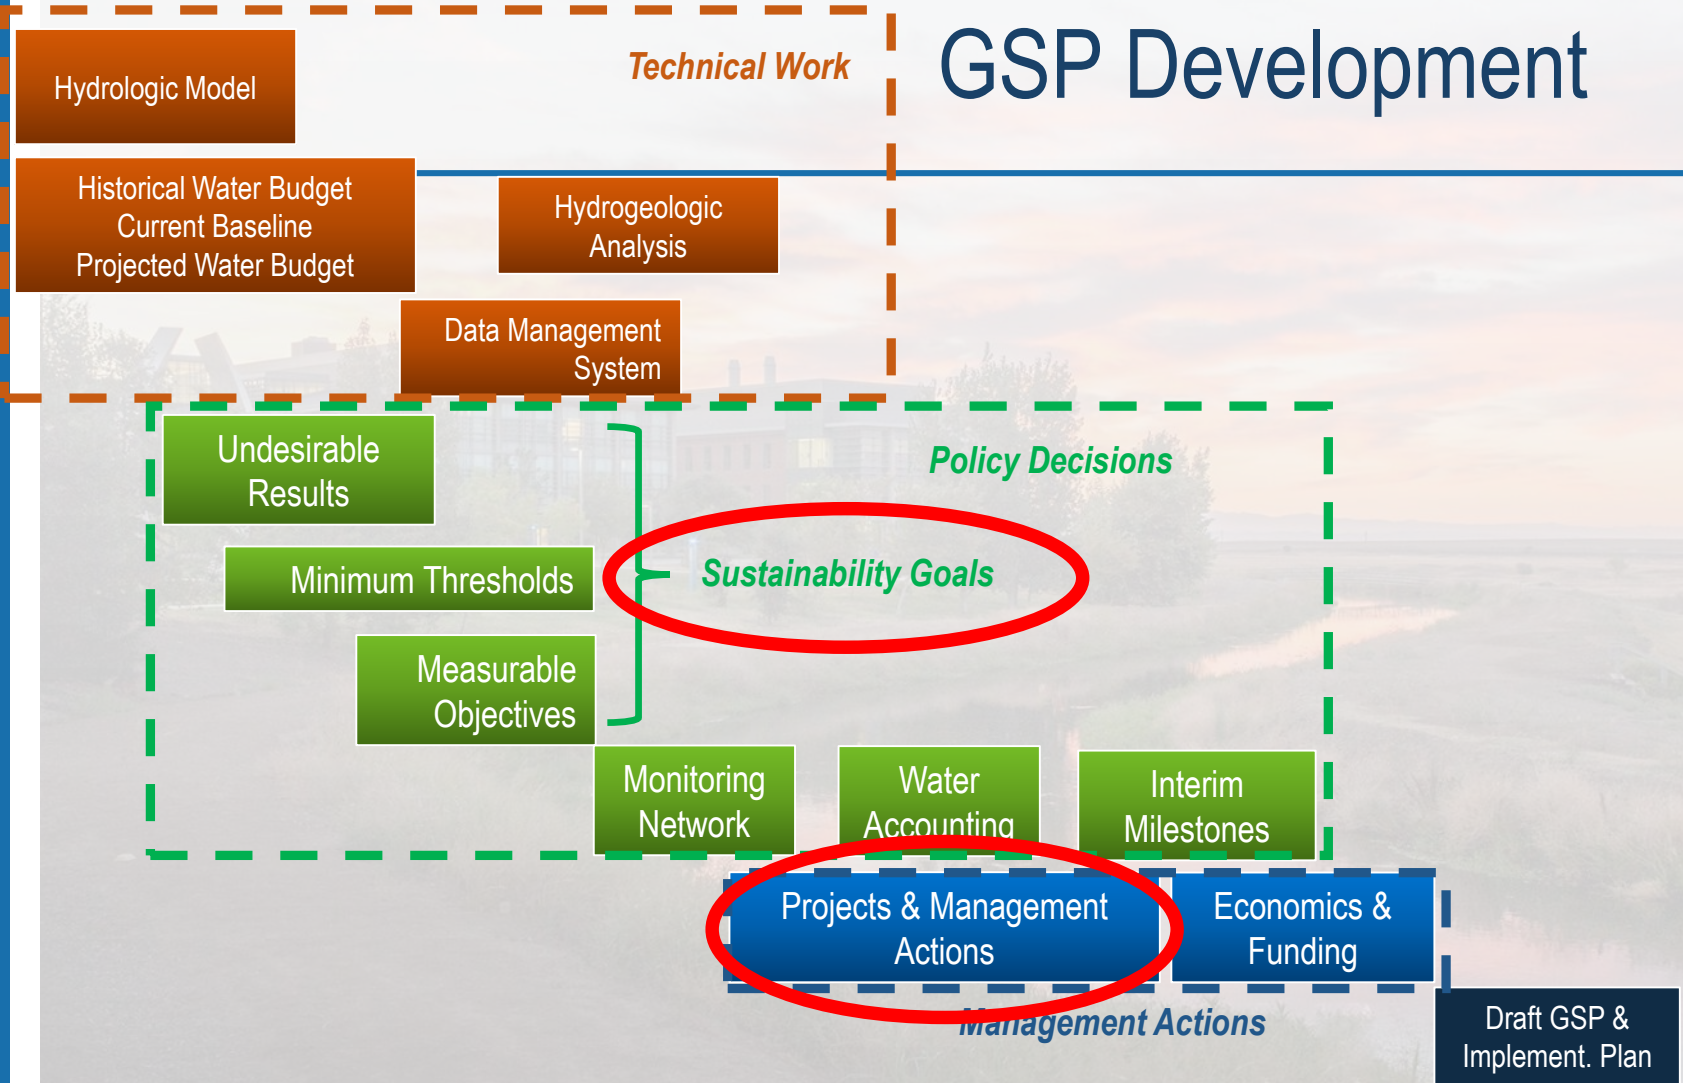 GSP Development
Technical Work
Hydrologic Model
Historical Water Budget
Current Baseline
Projected Water Budget
Hydrogeologic
Analysis
Data Management
System
Undesirable
Results
Policy Decisions
Minimum Thresholds
Sustainability Goals
Measurable
Objectives
Monitoring
Network
Water
Accounting
Interim
Milestones
Projects & Management
Actions
Economics &
Funding
Management Actions
Draft GSP &
Implement. Plan